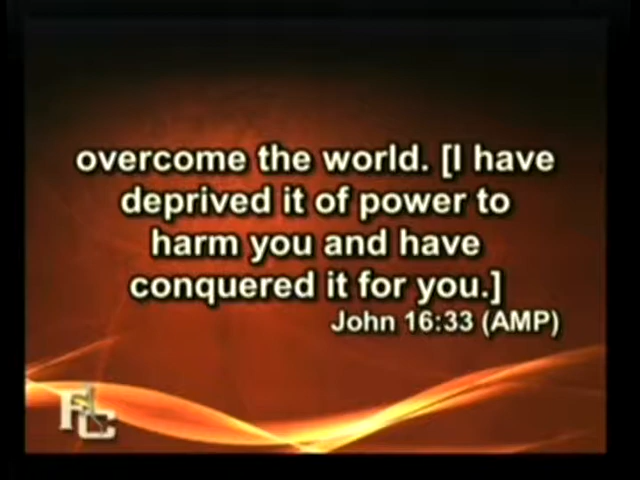 overcome the world. [I have
deprived it of power to
harm you and have
conquered it for you.]
John 16:33 (AMP)
FLC